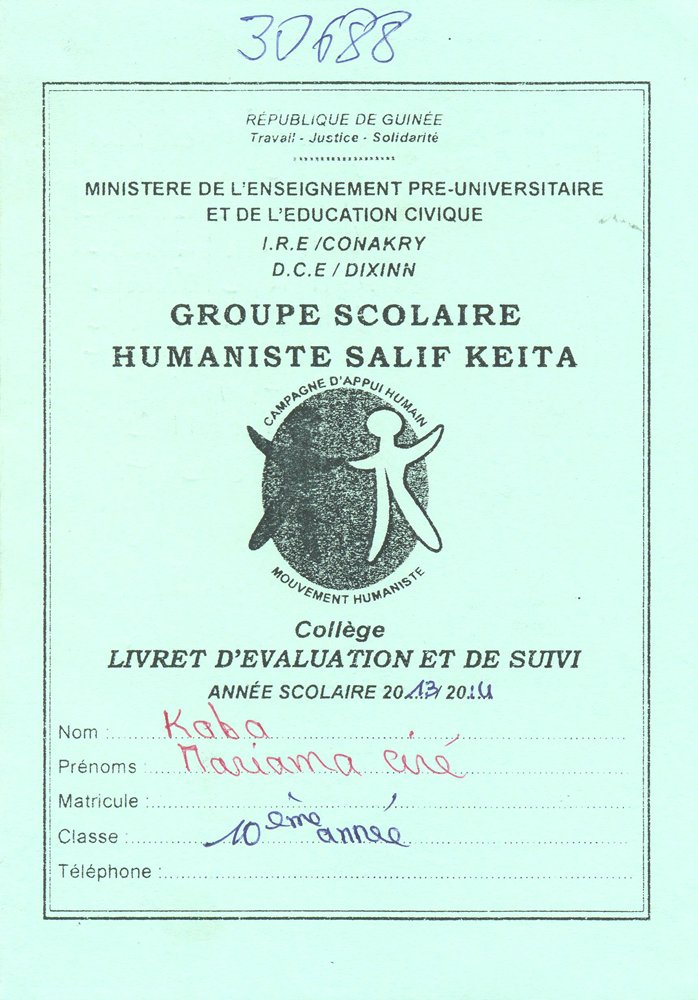 30688
RÉPUBLIQUE DE GUINÉE
Travail - Justice - Solidarité
MINISTERE DE L'ENSEIGNEMENT PRE-UNIVERSITAIRE
ET DE L'EDUCATION CIVIQUE
I.R.E /CONAKRY
D.C.E / DIXINN
GROUPE SCOLAIRE
HUMANISTE SALIF KEITA
CAMPAGNE D'APPUI HUMAIN
MOUVEMENT HUMANISTE
Collège
LIVRET D'EVALUATION ET DE SUIVI
ANNÉE SCOLAIRE 2013/2014
Nom : Kaba
Prénoms : Mariama ciré
Matricule :
Classe : 10ème année
Téléphone :